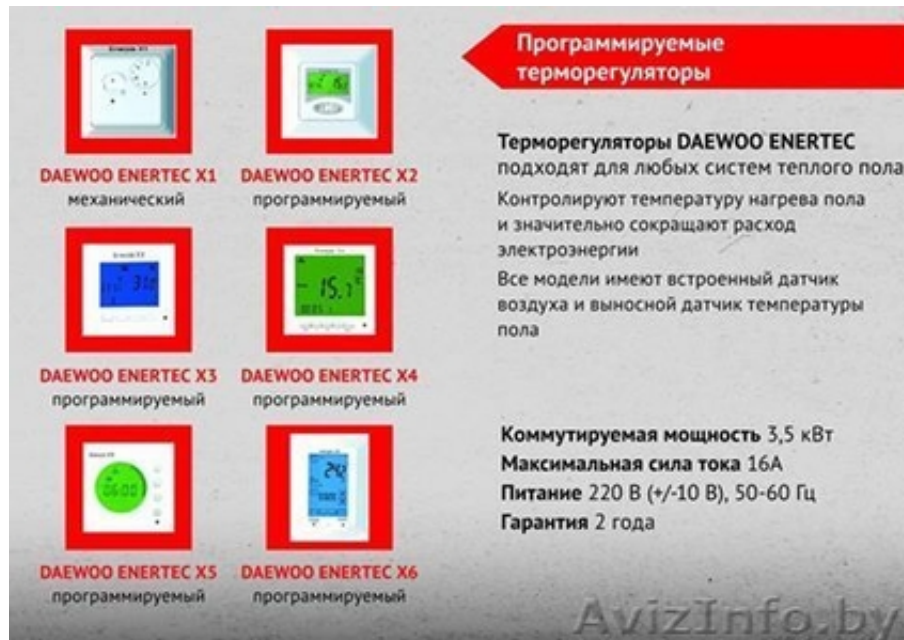 Программируемые
терморегуляторы
DAEWOO ENERTEC X1
механический
DAEWOO ENERTEC X2
программируемый
DAEWOO ENERTEC X3
программируемый
DAEWOO ENERTEC X4
программируемый
DAEWOO ENERTEC X5
программируемый
DAEWOO ENERTEC X6
программируемый
Терморегуляторы DAEWOO ENERTEC
подходят для любых систем теплого пола
Контролируют температуру нагрева пола
и значительно сокращают расход
электроэнергии
Все модели имеют встроенный датчик
воздуха и выносной датчик температуры
пола
Коммутируемая мощность 3,5 кВт
Максимальная сила тока 16А
Питание 220 В (+/-10 В), 50-60 Гц
Гарантия 2 года
06:00
AvizInfo.by